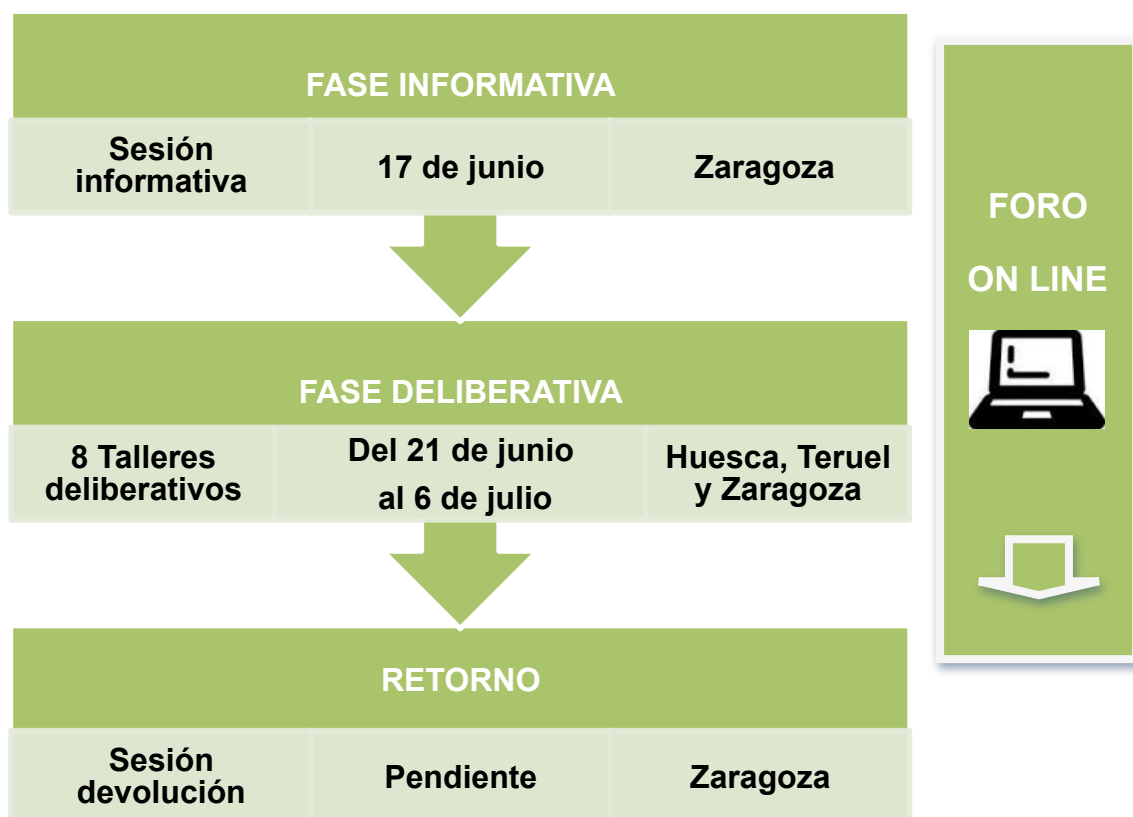 FASE INFORMATIVA
Sesión
informativa
17 de junio
Zaragoza
FASE DELIBERATIVA
8 Talleres
deliberativos
Del 21 de junio
al 6 de julio
Huesca, Teruel
y Zaragoza
RETORNO
Sesión
devolución
Pendiente
Zaragoza
FORO
ON LINE